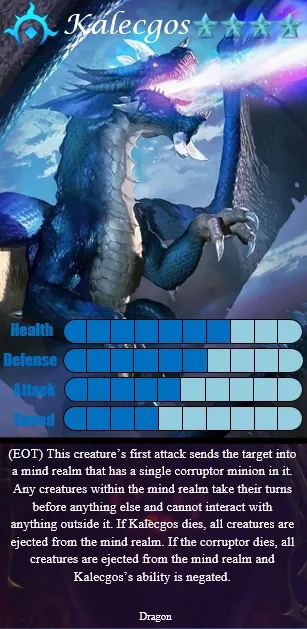 Kalecgos
Health
Defense
Attack
Speed
(EOT) This creature's first attack sends the target into
a mind realm that has a single corruptor minion in it.
Any creatures within the mind realm take their turns
before anything else and cannot interact with
anything outside it. If Kalecgos dies, all creatures are
ejected from the mind realm. If the corruptor dies, all
creatures are ejected from the mind realm and
Kalecgos's ability is negated.
Dragon